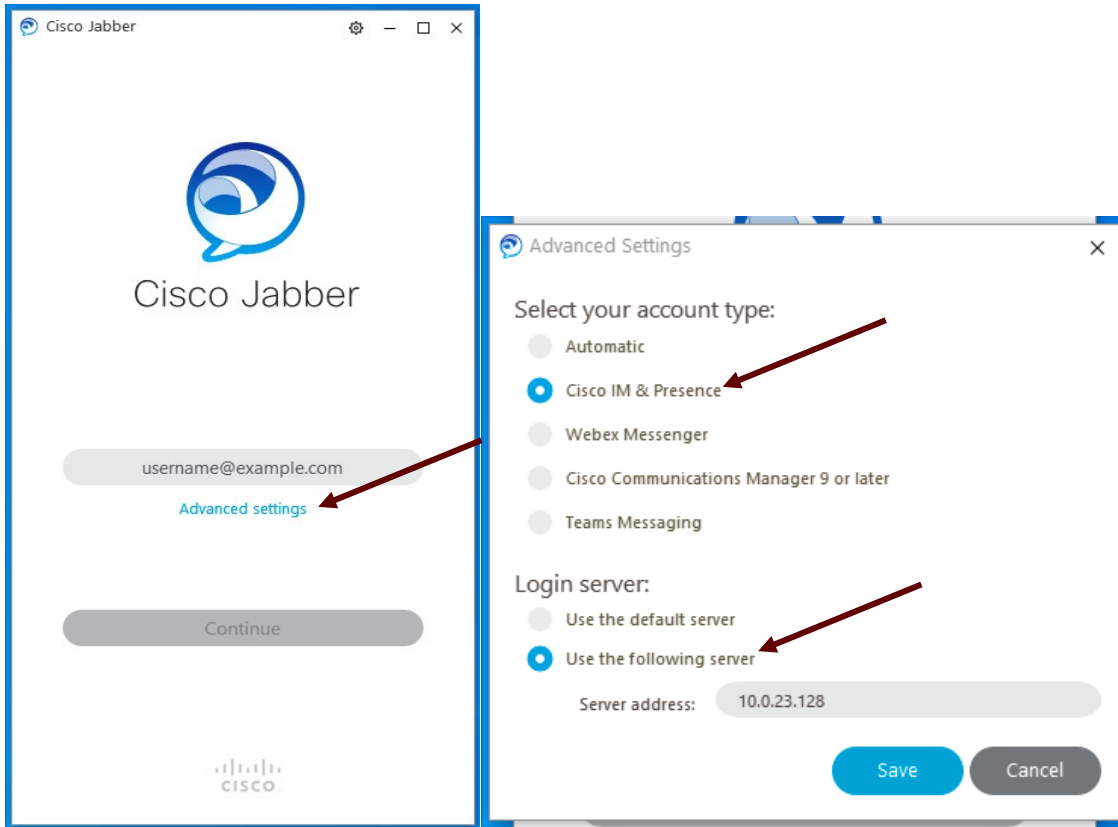 Cisco Jabber
Cisco Jabber
username@example.com
Advanced settings
Continue
CISCO
Advanced Settings
Select your account type:
Automatic
Cisco IM & Presence
Webex Messenger
Cisco Communications Manager 9 or later
Teams Messaging
Login server:
Use the default server
Use the following server
Server address: 10.0.23.128
Save Cancel